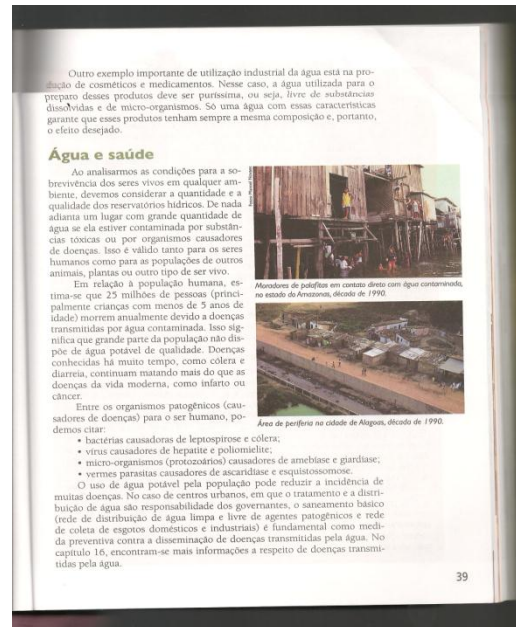 Outro exemplo importante de utilização industrial da água está na pro-
dução de cosméticos e medicamentos. Nesse caso, a água utilizada para o
preparo desses produtos deve ser puríssima, ou seja, livre de substâncias
dissolvidas e de micro-organismos. Só uma água com essas características
garante que esses produtos tenham sempre a mesma composição e, portanto,
o efeito desejado.
Água e saúde
Ao analisarmos as condições para a so-
brevivência dos seres vivos em qualquer am-
biente, devemos considerar a quantidade e a
qualidade dos reservatórios hídricos. De nada
adianta um lugar com grande quantidade de
água se ela estiver contaminada por substân-
cias tóxicas ou por organismos causadores
de doenças. Isso é válido tanto para os seres
humanos como para as populações de outros
animais, plantas ou outro tipo de ser vivo.
Em relação à população humana, es-
tima-se que 25 milhões de pessoas (princi-
palmente crianças com menos de 5 anos de
idade) morrem anualmente devido a doenças
transmitidas por água contaminada. Isso sig-
nifica que grande parte da população não dis-
põe de água potável de qualidade. Doenças
conhecidas há muito tempo, como cólera e
diarreia, continuam matando mais do que as
doenças da vida moderna, como infarto ou
câncer.
Entre os organismos patogênicos (cau-
sadores de doenças) para o ser humano, po-
demos citar:
• bactérias causadoras de leptospirose e cólera;
• vírus causadores de hepatite e poliomielite;
• micro-organismos (protozoários) causadores de amebíase e giardíase;
• vermes parasitas causadores de ascaridíase e esquistossomose.
O uso de água potável pela população pode reduzir a incidência de
muitas doenças. No caso de centros urbanos, em que o tratamento e a distri-
buição de água são responsabilidade dos governantes, o saneamento básico
(rede de distribuição de água limpa e livre de agentes patogênicos e rede
de coleta de esgotos domésticos e industriais) é fundamental como medi-
da preventiva contra a disseminação de doenças transmitidas pela água. No
capítulo 16, encontram-se mais informações a respeito de doenças transmi-
tidas pela água.
Moradores de palafitas em contato direto com água contaminada,
no estado do Amazonas, década de 1990.
Área de periferia na cidade de Alagoas, década de 1990.
39